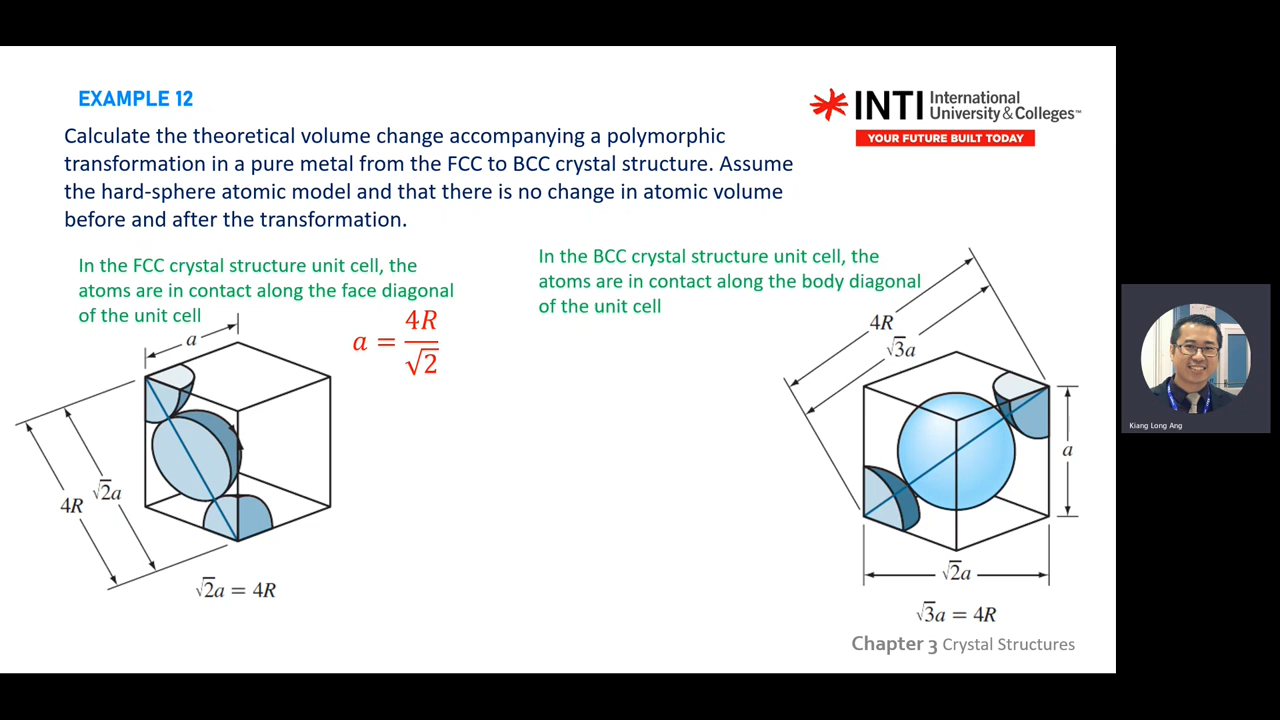 EXAMPLE 12
INTI International University & Colleges™
YOUR FUTURE BUILT TODAY
Calculate the theoretical volume change accompanying a polymorphic
transformation in a pure metal from the FCC to BCC crystal structure. Assume
the hard-sphere atomic model and that there is no change in atomic volume
before and after the transformation.
In the FCC crystal structure unit cell, the
atoms are in contact along the face diagonal
of the unit cell
a = 4R/√2
a
4R
√2a
√2a = 4R
In the BCC crystal structure unit cell, the
atoms are in contact along the body diagonal
of the unit cell
4R
√3a
a
√2a
√3a = 4R
Chapter 3 Crystal Structures
Kiang Long Ang